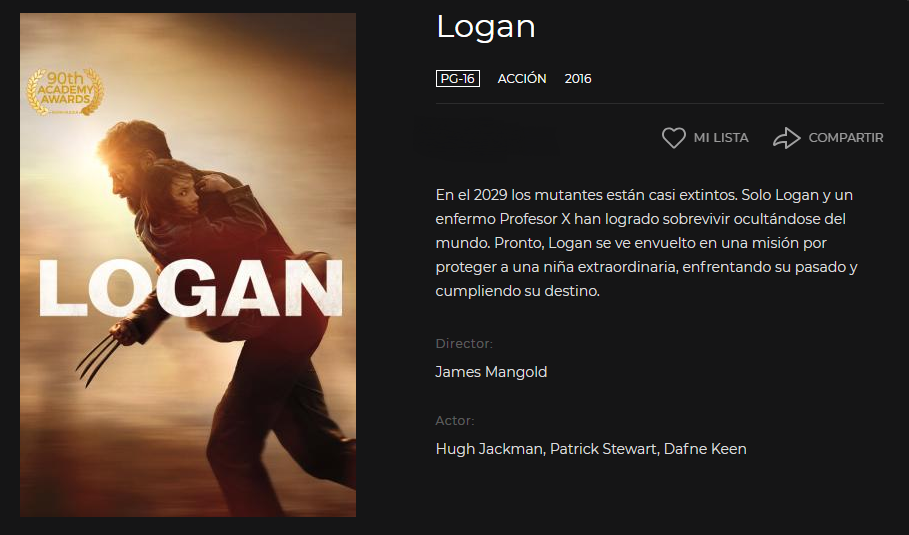 Logan
PG-16 ACCIÓN 2016
MI LISTA COMPARTIR
90th
ACADEMY
AWARDS
LOGAN
En el 2029 los mutantes están casi extintos. Solo Logan y un
enfermo Profesor X han logrado sobrevivir ocultándose del
mundo. Pronto, Logan se ve envuelto en una misión por
proteger a una niña extraordinaria, enfrentando su pasado y
cumpliendo su destino.
Director:
James Mangold
Actor:
Hugh Jackman, Patrick Stewart, Dafne Keen